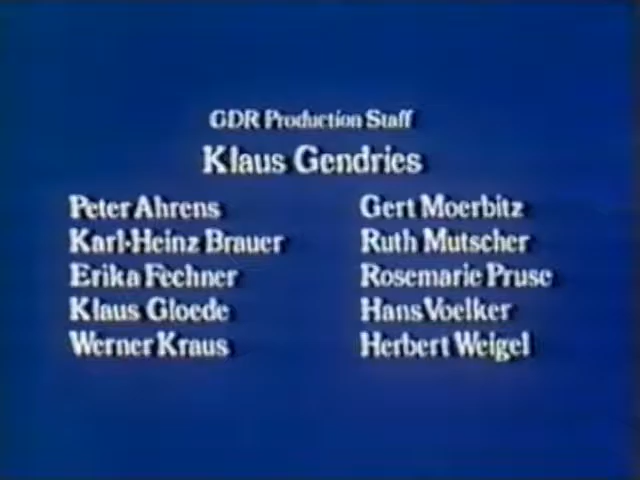 GDR Production Staff
Klaus Gendries
Peter Ahrens
Karl-Heinz Brauer
Erika Fechner
Klaus Gloede
Werner Kraus
Gert Moerbitz
Ruth Mutscher
Rosemarie Pruse
Hans Voelker
Herbert Weigel